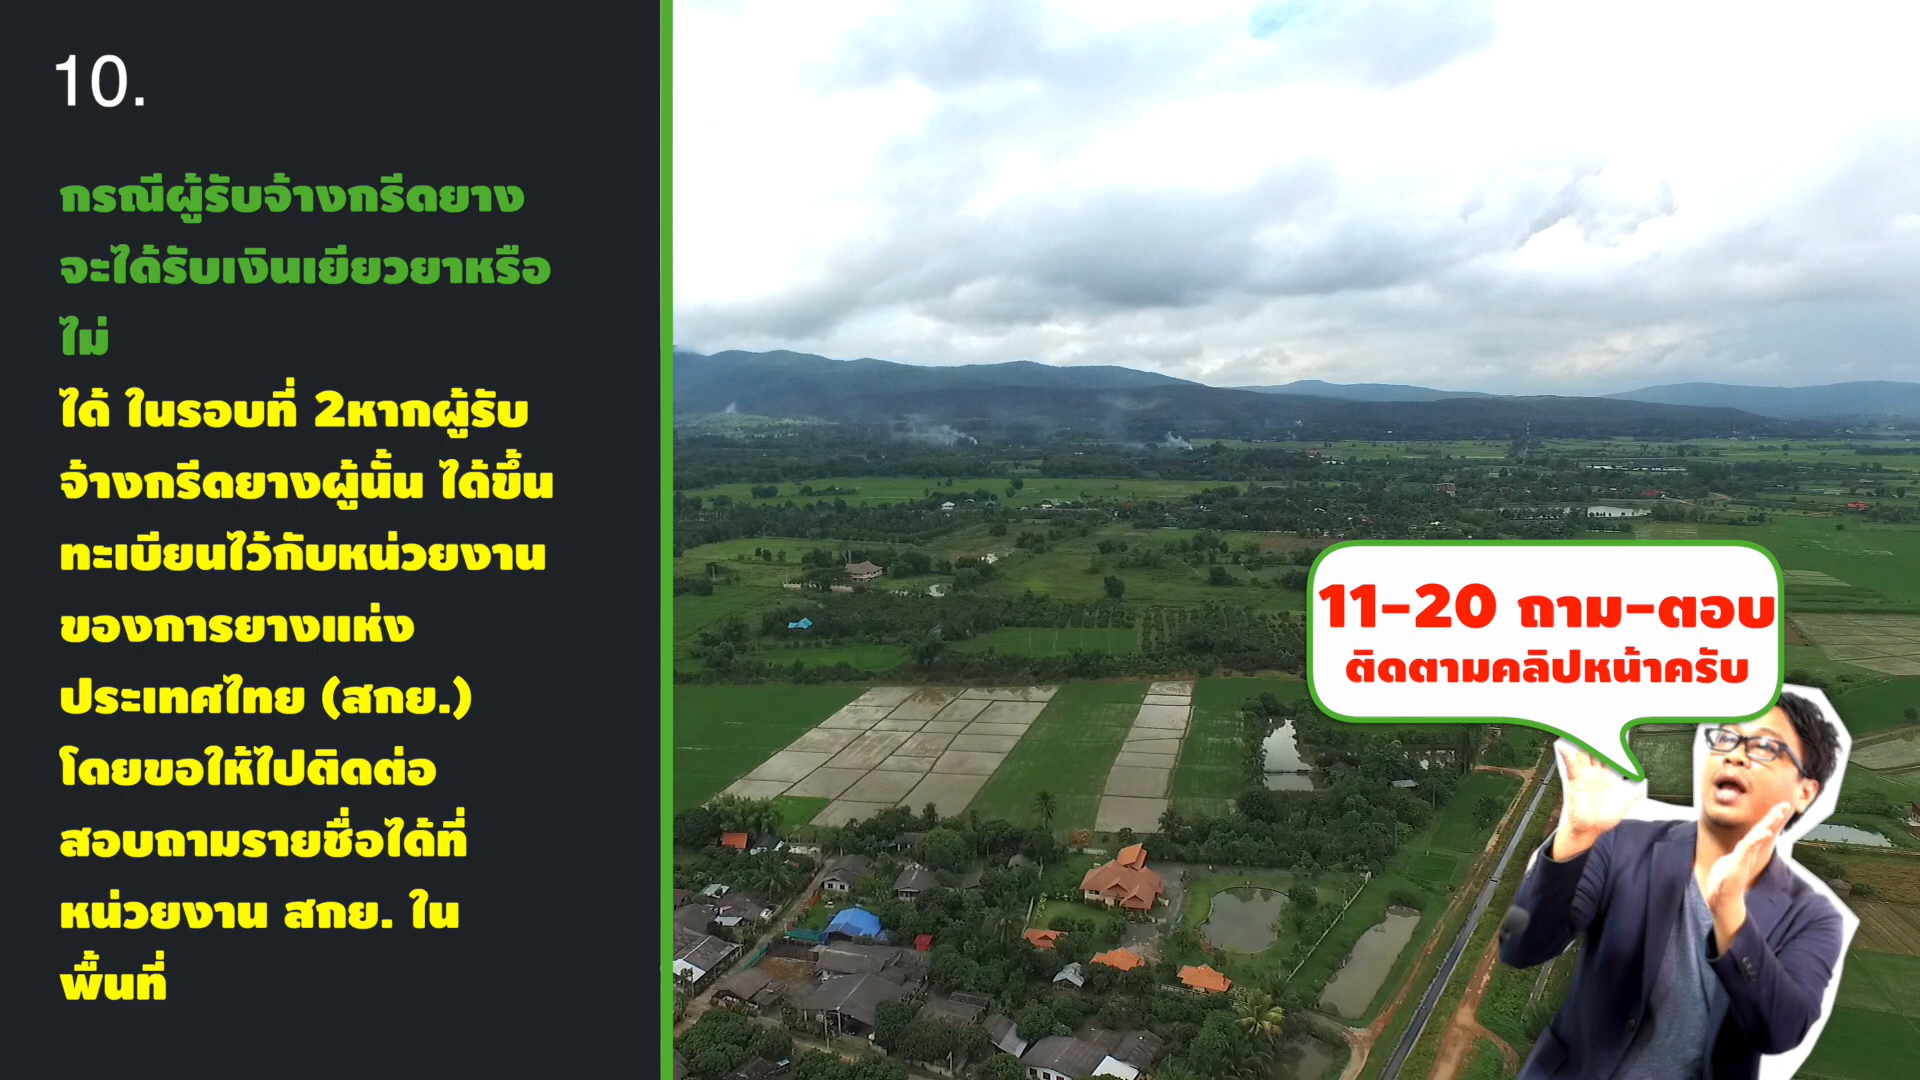 10.
กรณีผู้รับจ้างกรีดยาง
จะได้รับเงินเยียวยาหรือ
ไม่
ได้ ในรอบที่ 2หากผู้รับ
จ้างกรีดยางผู้นั้น ได้ขึ้น
ทะเบียนไว้กับหน่วยงาน
ของการยางแห่ง
ประเทศไทย (สกย.)
โดยขอให้ไปติดต่อ
สอบถามรายชื่อได้ที่
หน่วยงาน สกย. ใน
พื้นที่
11-20 ถาม-ตอบ
ติดตามคลิปหน้าครับ